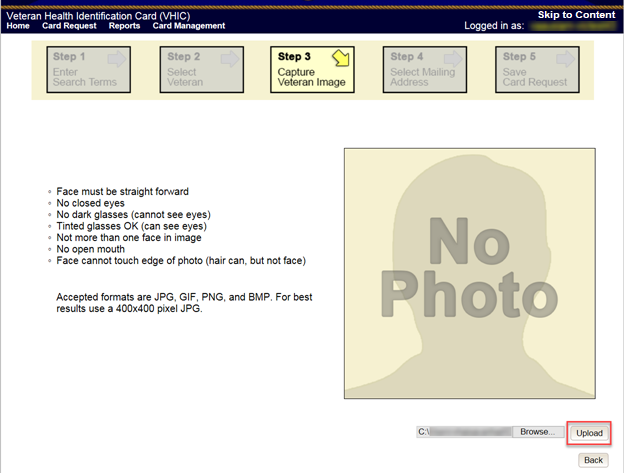 Veteran Health Identification Card (VHIC)
Skip to Content
Home Card Request Reports Card Management
Logged in as:
Step 1
Enter
Search Terms
Step 2
Select
Veteran
Step 3
Capture
Veteran Image
Step 4
Select Mailing
Address
Step 5
Save
Card Request
Face must be straight forward
No closed eyes
No dark glasses (cannot see eyes)
Tinted glasses OK (can see eyes)
Not more than one face in image
No open mouth
Face cannot touch edge of photo (hair can, but not face)
Accepted formats are JPG, GIF, PNG, and BMP. For best
results use a 400x400 pixel JPG.
No
Photo
C:\
Browse...
Upload
Back